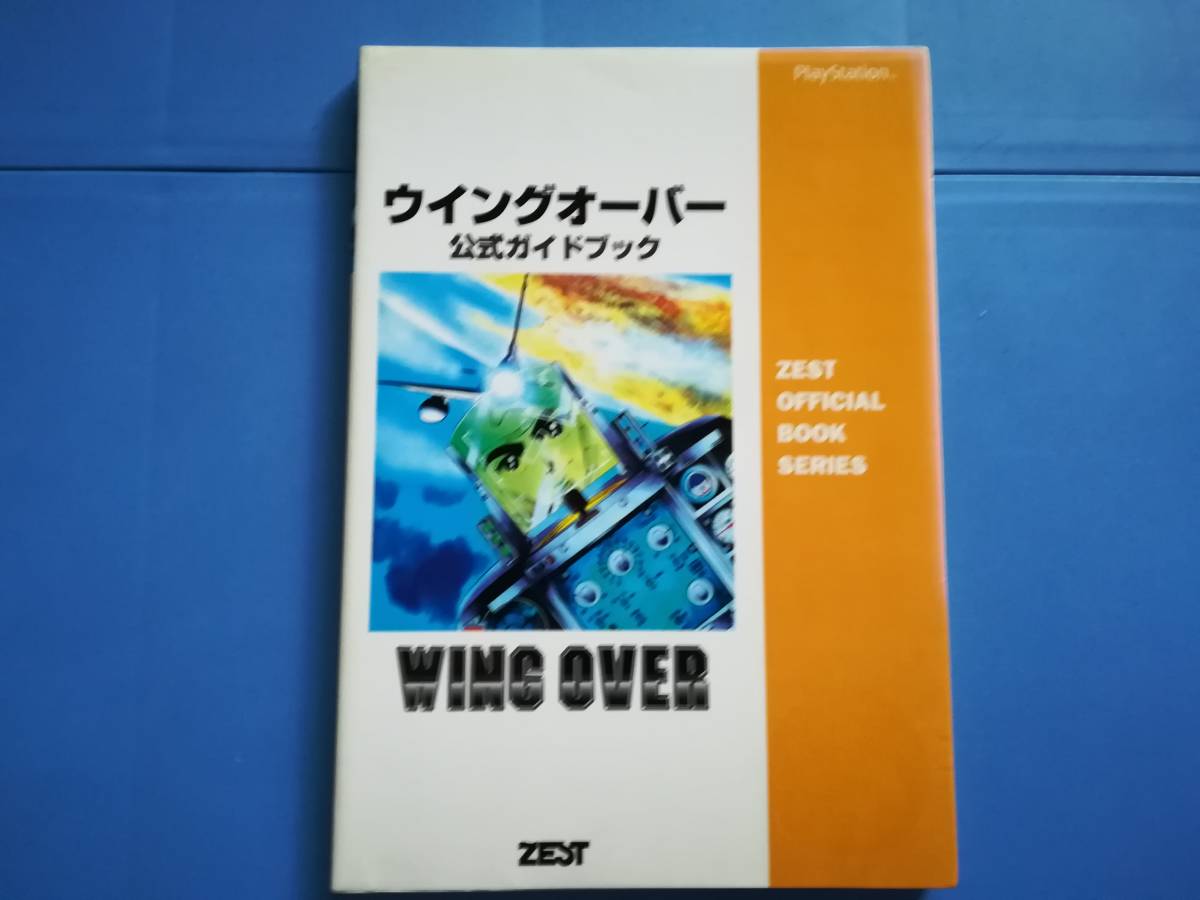 PlayStation
ウイングオーバー
公式ガイドブック
ZEST
OFFICIAL
BOOK
SERIES
WING OVER
ZEST